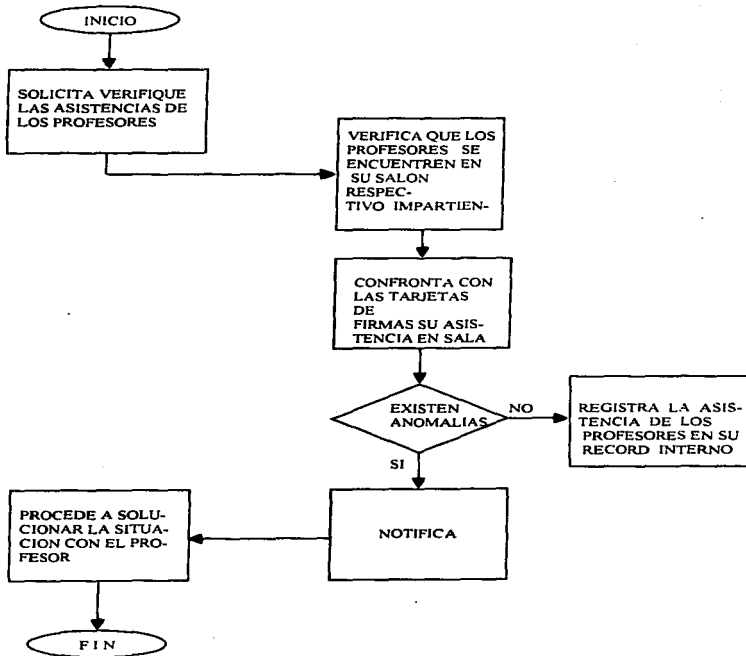 INICIO
SOLICITA VERIFIQUE
LAS ASISTENCIAS DE
LOS PROFESORES
VERIFICA QUE LOS
PROFESORES SE
ENCUENTREN EN
SU SALON
RESPEC-
TIVO IMPARTIEN-
CONFRONTA CON
LAS TARJETAS
DE
FIRMAS SU ASIS-
TENCIA EN SALA
EXISTEN
ANOMALIAS
NO
REGISTRA LA ASIS-
TENCIA DE LOS
PROFESORES EN SU
RECORD INTERNO
SI
NOTIFICA
PROCEDE A SOLU-
CIONAR LA SITUA-
CION CON EL PRO-
FESOR
F I N